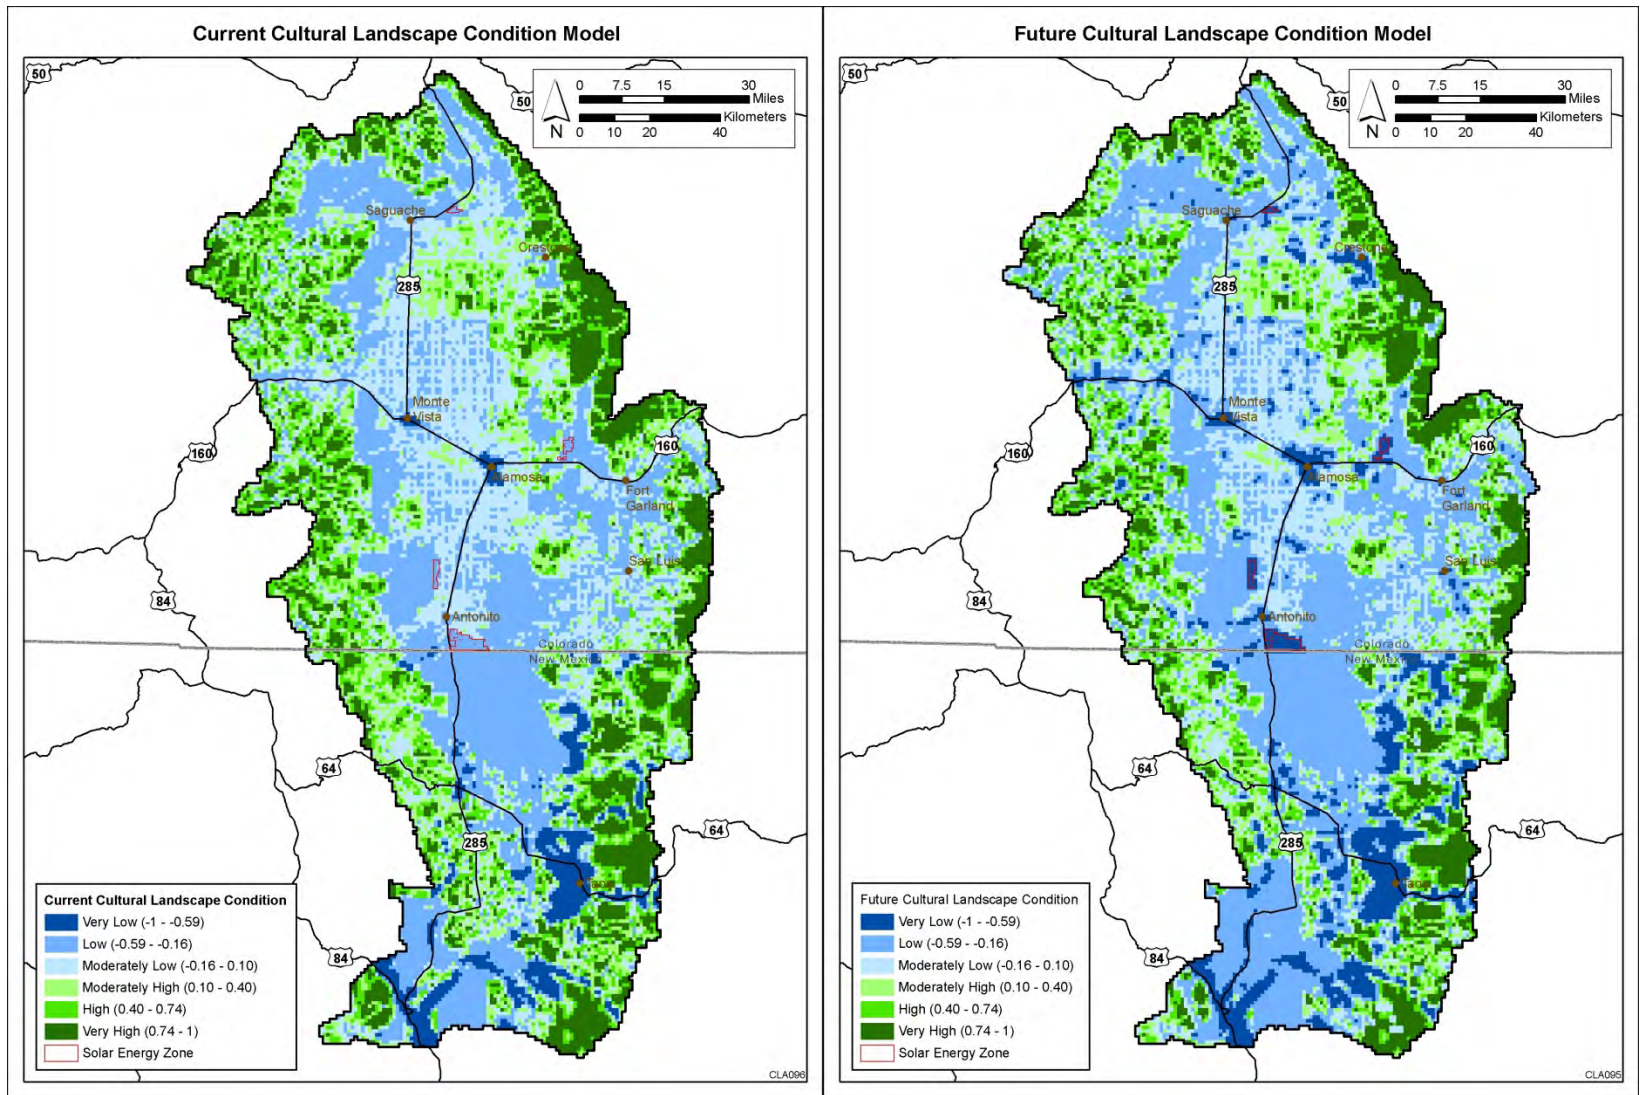 Current Cultural Landscape Condition Model
50
50
0 7.5 15 30
Miles
Kilometers
0 10 20 40
N
Saguache
Crestone
285
Monte
Vista
160
160
Alamosa
Fort
Garland
San Luis
84
Antonito
Colorado
New Mexico
64
64
285
Taos
84
Current Cultural Landscape Condition
Very Low (-1 - -0.59)
Low (-0.59 - -0.16)
Moderately Low (-0.16 - 0.10)
Moderately High (0.10 - 0.40)
High (0.40 - 0.74)
Very High (0.74 - 1)
Solar Energy Zone
CLA096
Future Cultural Landscape Condition Model
50
50
0 7.5 15 30
Miles
Kilometers
0 10 20 40
N
Saguache
Crestone
285
Monte
Vista
160
160
Alamosa
Fort
Garland
San Luis
84
Antonito
Colorado
New Mexico
64
64
285
Taos
84
Future Cultural Landscape Condition
Very Low (-1 - -0.59)
Low (-0.59 - -0.16)
Moderately Low (-0.16 - 0.10)
Moderately High (0.10 - 0.40)
High (0.40 - 0.74)
Very High (0.74 - 1)
Solar Energy Zone
CLA095